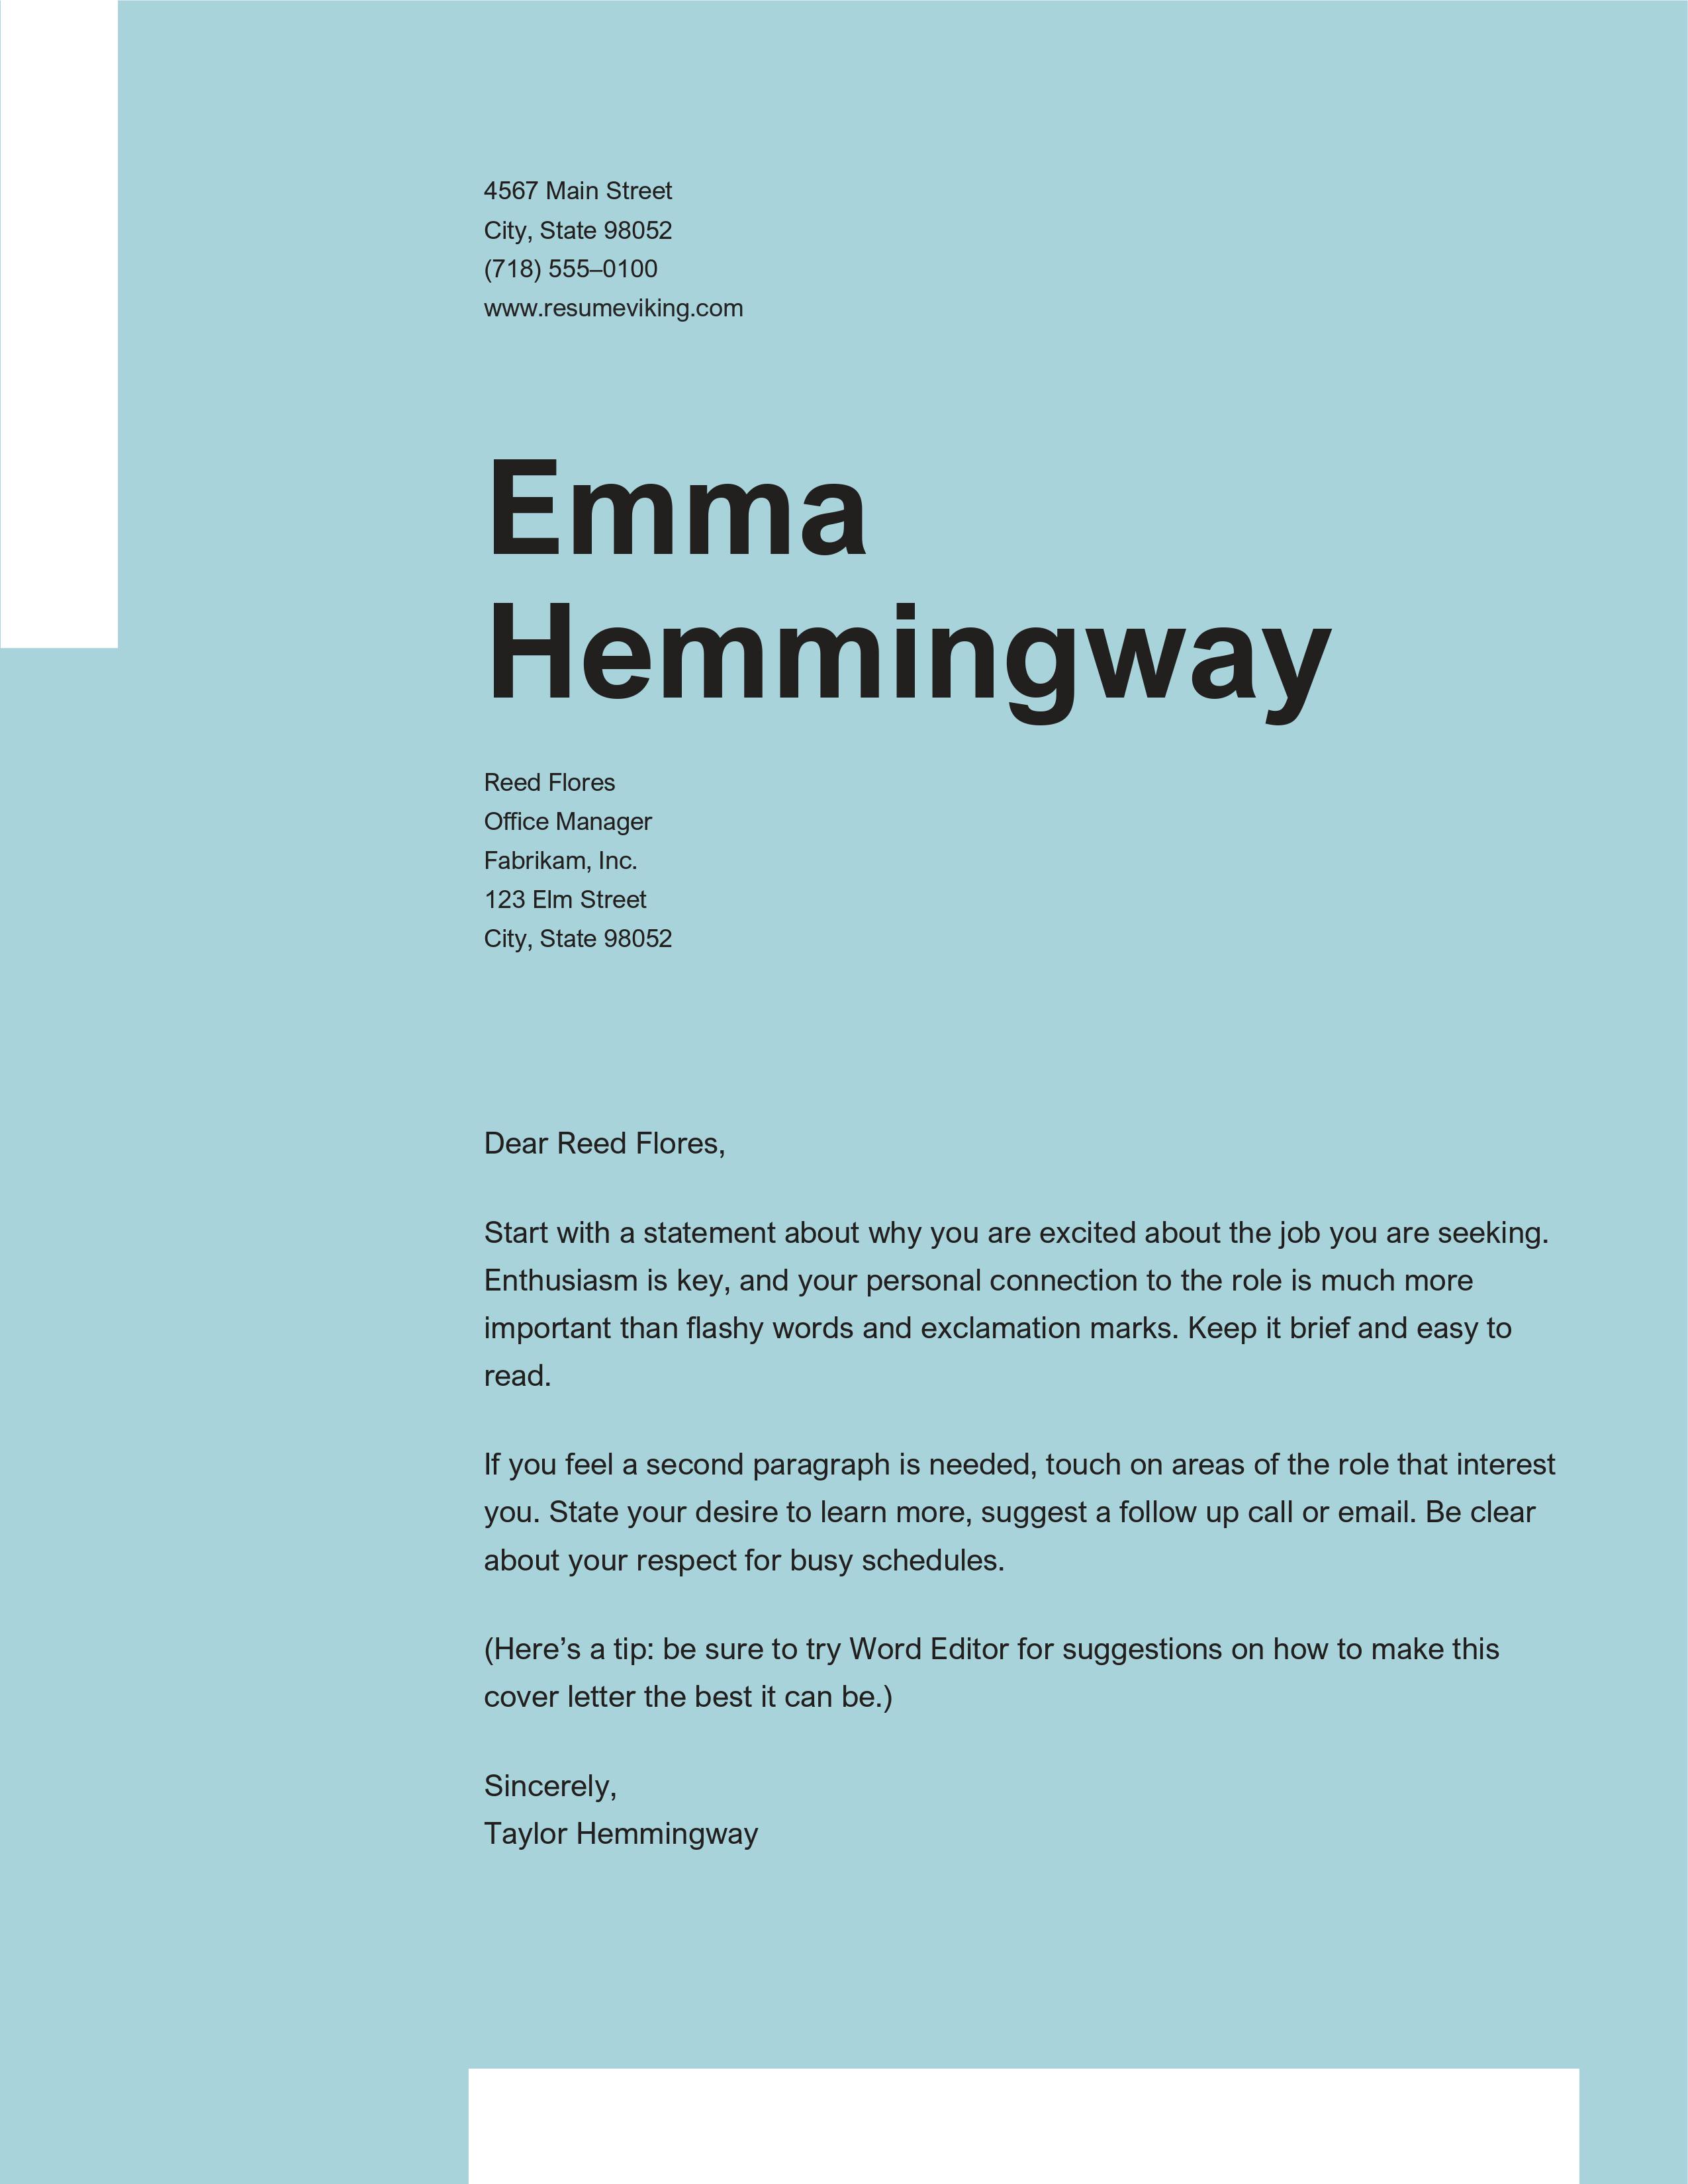 4567 Main Street
City, State 98052
(718) 555–0100
www.resumeviking.com
Emma
Hemmingway
Reed Flores
Office Manager
Fabrikam, Inc.
123 Elm Street
City, State 98052
Dear Reed Flores,
Start with a statement about why you are excited about the job you are seeking.
Enthusiasm is key, and your personal connection to the role is much more
important than flashy words and exclamation marks. Keep it brief and easy to
read.
If you feel a second paragraph is needed, touch on areas of the role that interest
you. State your desire to learn more, suggest a follow up call or email. Be clear
about your respect for busy schedules.
(Here’s a tip: be sure to try Word Editor for suggestions on how to make this
cover letter the best it can be.)
Sincerely,
Taylor Hemmingway